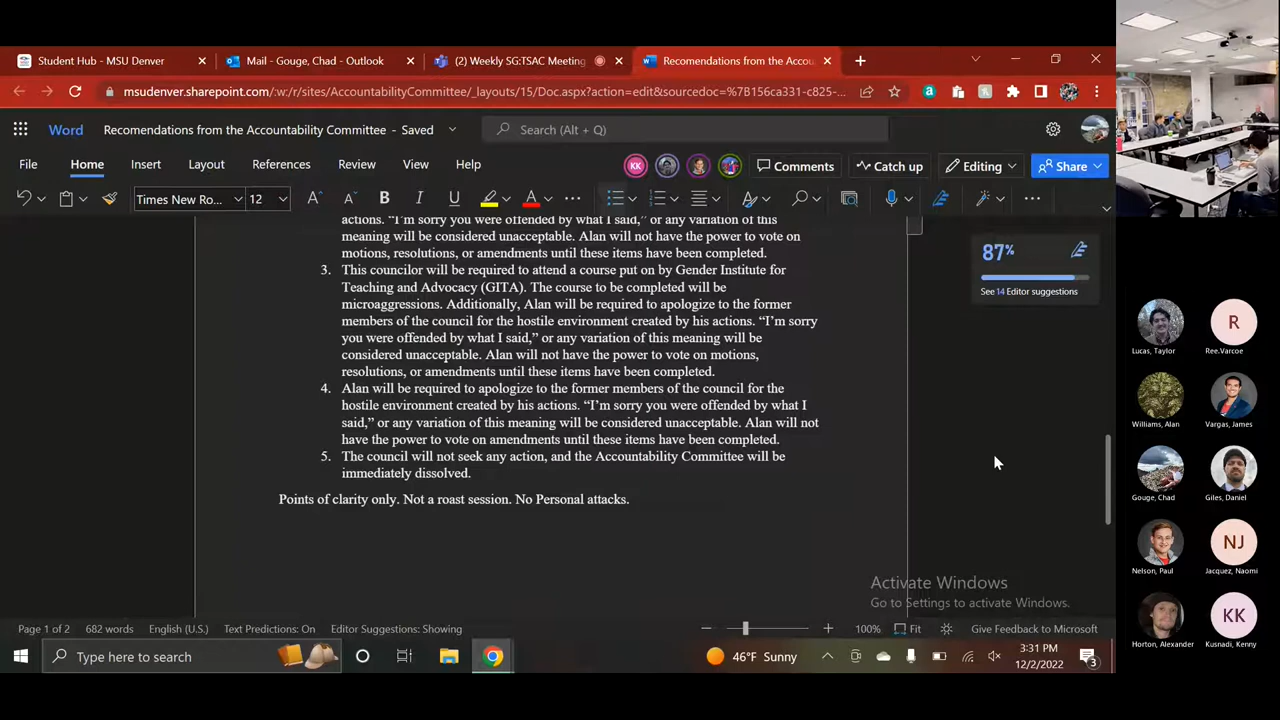 Student Hub - MSU Denver
Mail - Gouge, Chad - Outlook
(2) Weekly SG:TSAC Meeting
Recomendations from the Accou
msudenver.sharepoint.com/:w:/r/sites/AccountabilityCommittee/_layouts/15/Doc.aspx?action=edit&sourcedoc=%7B156ca331-c825-...
Word Recomendations from the Accountability Committee - Saved
Search (Alt + Q)
File Home Insert Layout References Review View Help
KK
Comments Catch up Editing Share
Times New Ro... 12 B I U A
actions. “I’m sorry you were offended by what I said,” or any variation of this
meaning will be considered unacceptable. Alan will not have the power to vote on
motions, resolutions, or amendments until these items have been completed.
3. This councilor will be required to attend a course put on by Gender Institute for
Teaching and Advocacy (GITA). The course to be completed will be
microaggressions. Additionally, Alan will be required to apologize to the former
members of the council for the hostile environment created by his actions. “I’m sorry
you were offended by what I said,” or any variation of this meaning will be
considered unacceptable. Alan will not have the power to vote on motions,
resolutions, or amendments until these items have been completed.
4. Alan will be required to apologize to the former members of the council for the
hostile environment created by his actions. “I’m sorry you were offended by what I
said,” or any variation of this meaning will be considered unacceptable. Alan will not
have the power to vote on amendments until these items have been completed.
5. The council will not seek any action, and the Accountability Committee will be
immediately dissolved.
Points of clarity only. Not a roast session. No Personal attacks.
87%
See 14 Editor suggestions
Activate Windows
Go to Settings to activate Windows.
Page 1 of 2 682 words English (U.S.) Text Predictions: On Editor Suggestions: Showing
100% Fit Give Feedback to Microsoft
Type here to search
46°F Sunny
3:31 PM
12/2/2022
3
R
Lucas, Taylor Ree.Varcoe
Williams, Alan Vargas, James
Gouge, Chad Giles, Daniel
NJ
Nelson, Paul Jacquez, Naomi
KK
Horton, Alexander Kusnadi, Kenny